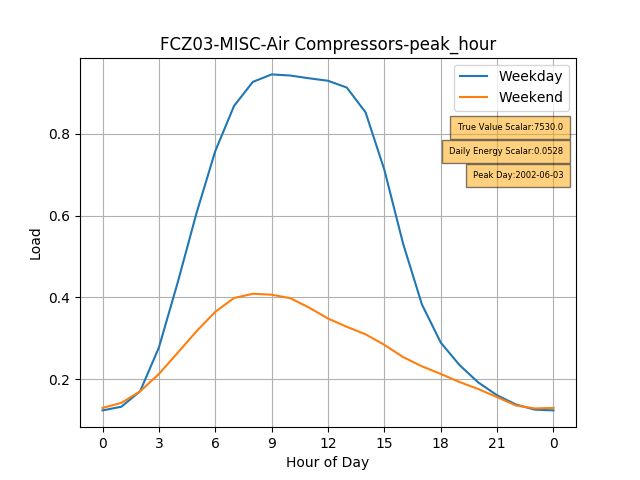 FCZ03-MISC-Air Compressors-peak_hour
Weekday
Weekend
True Value Scalar:7530.0
Daily Energy Scalar:0.0528
Peak Day:2002-06-03
Load
0.8
0.6
0.4
0.2
0 3 6 9 12 15 18 21 0
Hour of Day